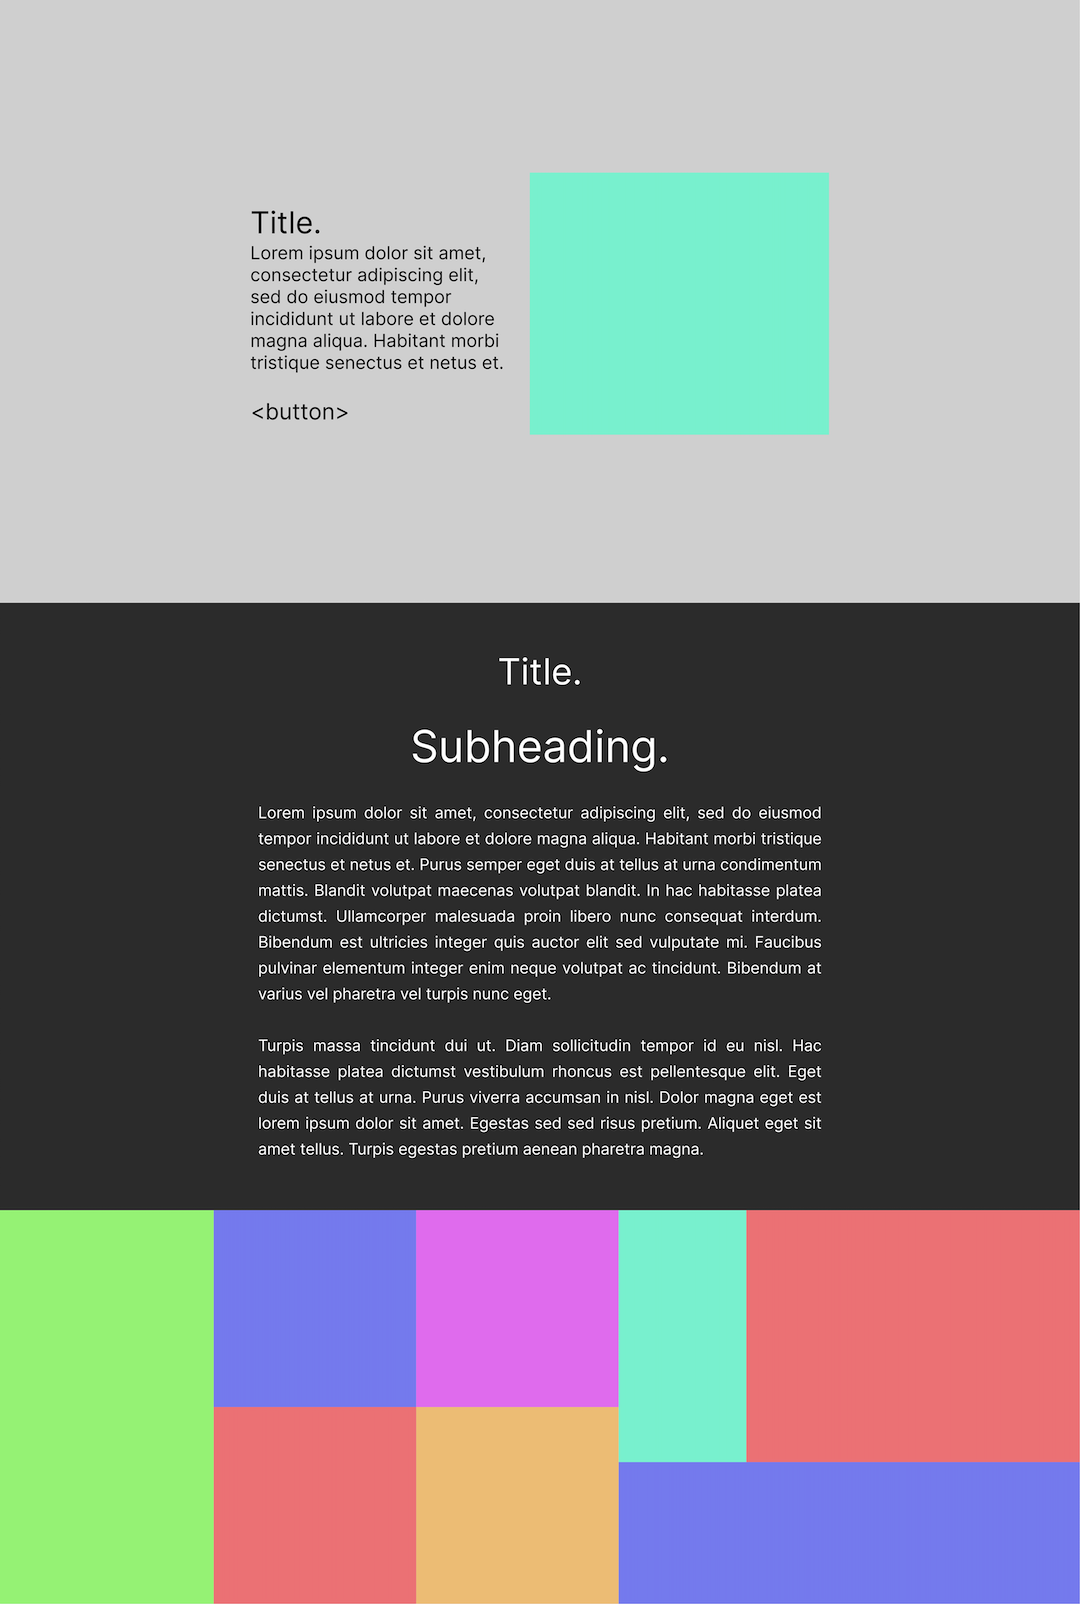 Title.
Lorem ipsum dolor sit amet,
consectetur adipiscing elit,
sed do eiusmod tempor
incididunt ut labore et dolore
magna aliqua. Habitant morbi
tristique senectus et netus et.
<button>
Title.
Subheading.
Lorem ipsum dolor sit amet, consectetur adipiscing elit, sed do eiusmod
tempor incididunt ut labore et dolore magna aliqua. Habitant morbi tristique
senectus et netus et. Purus semper eget duis at tellus at urna condimentum
mattis. Blandit volutpat maecenas volutpat blandit. In hac habitasse platea
dictumst. Ullamcorper malesuada proin libero nunc consequat interdum.
Bibendum est ultricies integer quis auctor elit sed vulputate mi. Faucibus
pulvinar elementum integer enim neque volutpat ac tincidunt. Bibendum at
varius vel pharetra vel turpis nunc eget.
Turpis massa tincidunt dui ut. Diam sollicitudin tempor id eu nisl. Hac
habitasse platea dictumst vestibulum rhoncus est pellentesque elit. Eget
duis at tellus at urna. Purus viverra accumsan in nisl. Dolor magna eget est
lorem ipsum dolor sit amet. Egestas sed sed risus pretium. Aliquet eget sit
amet tellus. Turpis egestas pretium aenean pharetra magna.